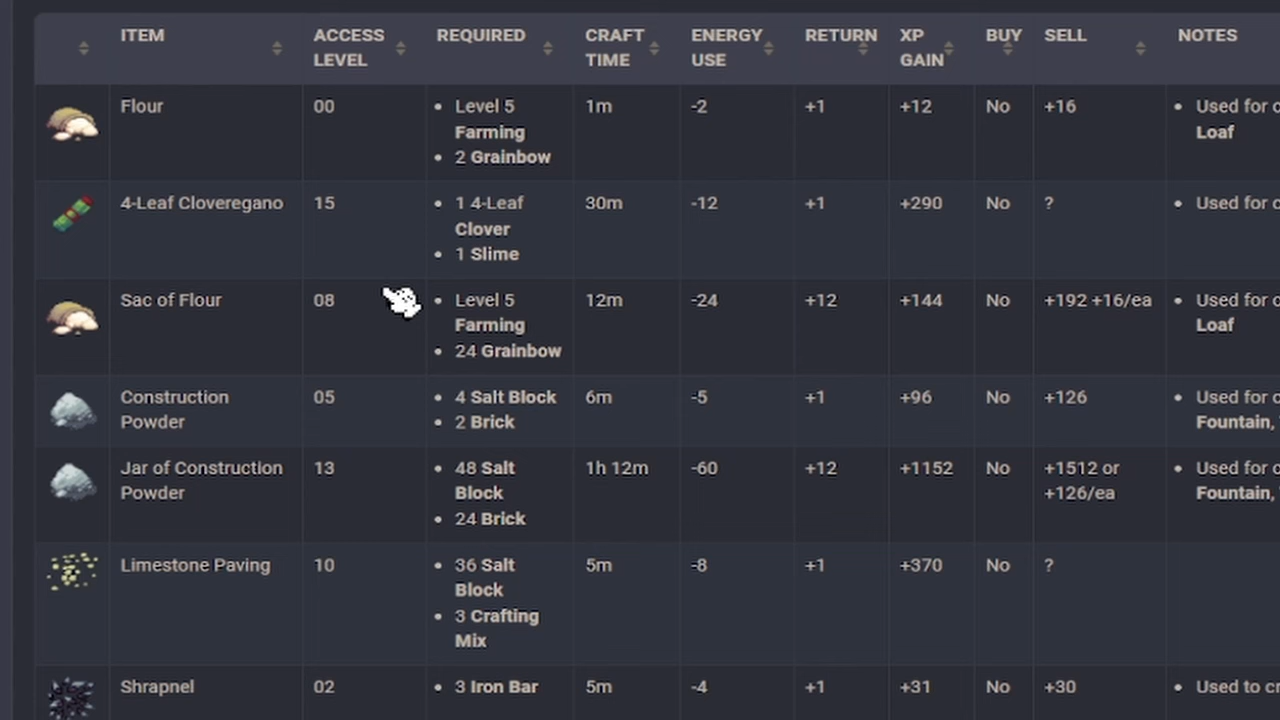 ITEM ACCESS LEVEL REQUIRED CRAFT TIME ENERGY USE RETURN XP GAIN BUY SELL NOTES
Flour 00 Level 5 Farming 2 Grainbow 1m -2 +1 +12 No +16 Used for Loaf
4-Leaf Cloveregano 15 1 4-Leaf Clover 1 Slime 30m -12 +1 +290 No ? Used for
Sac of Flour 08 Level 5 Farming 24 Grainbow 12m -24 +12 +144 No +192 +16/ea Used for Loaf
Construction Powder 05 4 Salt Block 2 Brick 6m -5 +1 +96 No +126 Used for Fountain,
Jar of Construction Powder 13 48 Salt Block 24 Brick 1h 12m -60 +12 +1152 No +1512 or +126/ea Used for Fountain,
Limestone Paving 10 36 Salt Block 3 Crafting Mix 5m -8 +1 +370 No ?
Shrapnel 02 3 Iron Bar 5m -4 +1 +31 No +30 Used to